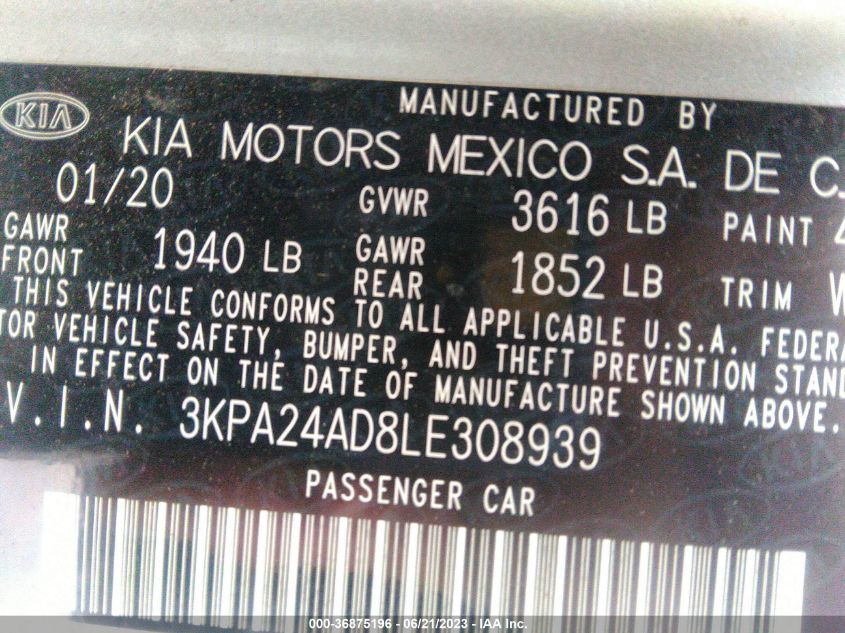 MANUFACTURED BY
KIA
KIA MOTORS MEXICO S.A. DE C.
01/20 GVWR 3616 LB PAINT
GAWR FRONT 1940 LB GAWR REAR 1852 LB TRIM W
THIS VEHICLE CONFORMS TO ALL APPLICABLE U.S.A. FEDERA
TOR VEHICLE SAFETY, BUMPER, AND THEFT PREVENTION STAND
IN EFFECT ON THE DATE OF MANUFACTURE SHOWN ABOVE.
V.I.N. 3KPA24AD8LE308939
PASSENGER CAR
000-36875196 - 06/21/2023 - IAA Inc.